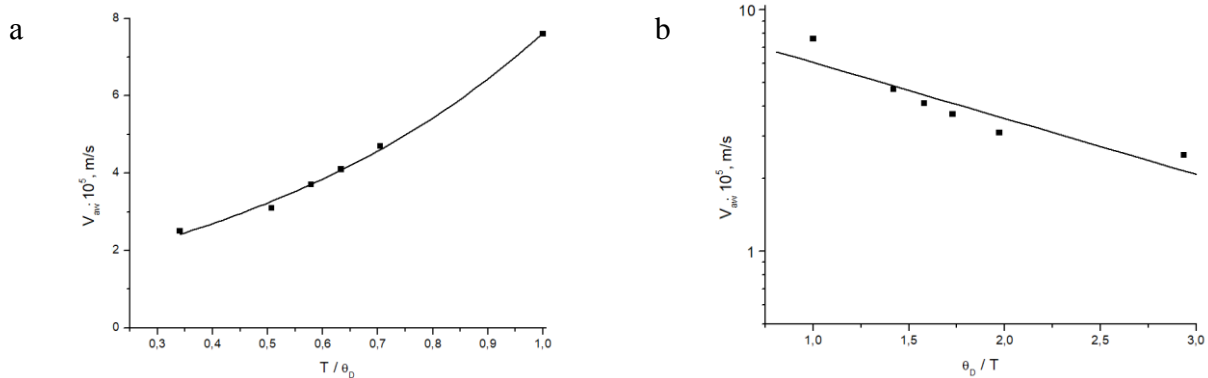 a
8
6
4
2
0
V_aw · 10^5, m/s
0,3 0,4 0,5 0,6 0,7 0,8 0,9 1,0
T / θ_D
b
10
1
V_aw · 10^5, m/s
1,0 1,5 2,0 2,5 3,0
θ_D / T